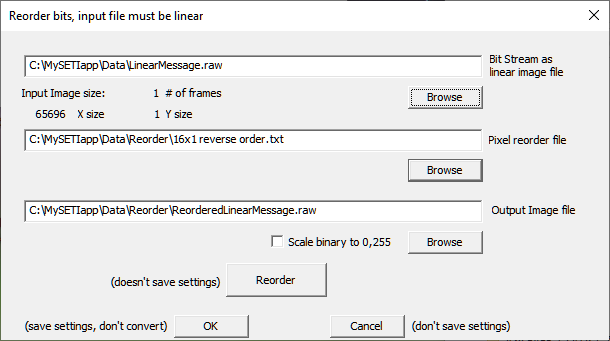 Reorder bits, input file must be linear
C:\MySETIapp\Data\LinearMessage.raw
Bit Stream as
linear image file
Input Image size: 1 # of frames
Browse
65696 X size 1 Y size
C:\MySETIapp\Data\Reorder\16x1 reverse order.txt
Pixel reorder file
Browse
C:\MySETIapp\Data\Reorder\ReorderedLinearMessage.raw
Output Image file
Scale binary to 0,255
Browse
(doesn't save settings)
Reorder
(save settings, don't convert)
OK
Cancel
(don't save settings)